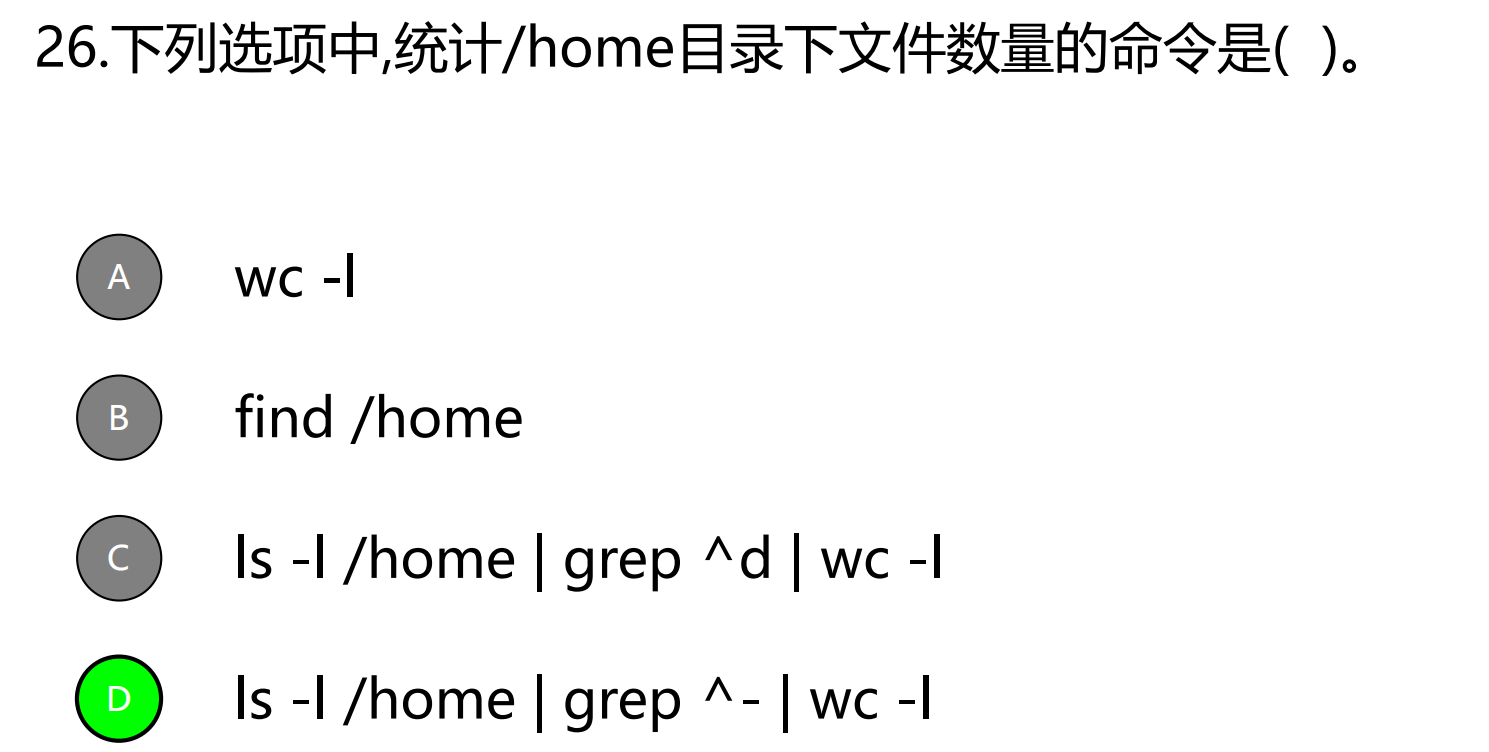 26.下列选项中,统计/home目录下文件数量的命令是( )。
A wc -l
B find /home
C ls -l /home | grep ^d | wc -l
D ls -l /home | grep ^- | wc -l